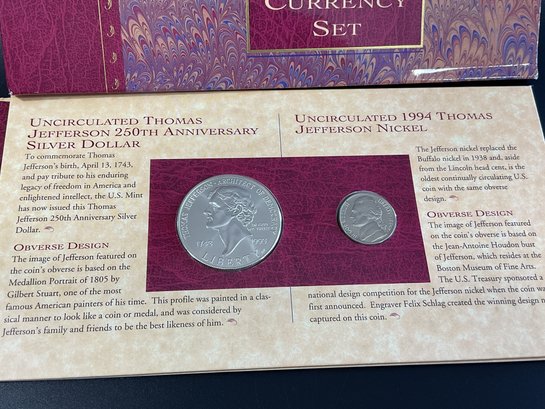 CURRENCY
SET
UNCIRCULATED THOMAS
JEFFERSON 250TH ANNIVERSARY
SILVER DOLLAR
To commemorate Thomas
Jefferson's birth, April 13, 1743,
and pay tribute to his enduring
legacy of freedom in America and
enlightened intellect, the U.S. Mint
has now issued this Thomas
Jefferson 250th Anniversary Silver
Dollar.
OBVERSE DESIGN
The image of Jefferson featured
on the coin's obverse is based on the
Medallion Portrait of 1805 by
Gilbert Stuart, one of the most
famous American painters of his time. This profile was painted in a clas-
sical manner to look like a coin or medal, and was considered by
Jefferson's family and friends to be the best likeness of him.
THOMAS JEFFERSON · ARCHITECT OF
1743
1993
LIBERTY
UNCIRCULATED 1994 THOMAS
JEFFERSON NICKEL
The Jefferson nickel replaced the
Buffalo nickel in 1938 and, aside
from the Lincoln head cent, is the
oldest continually circulating U.S.
coin with the same obverse
design.
OBVERSE DESIGN
The image of Jefferson featured
on the coin's obverse is based on
the Jean-Antoine Houdon bust
of Jefferson, which resides at the
Boston Museum of Fine Arts.
The U.S. Treasury sponsored a
national design competition for the Jefferson nickel when the coin wa
first announced. Engraver Felix Schlag created the winning design
captured on this coin.